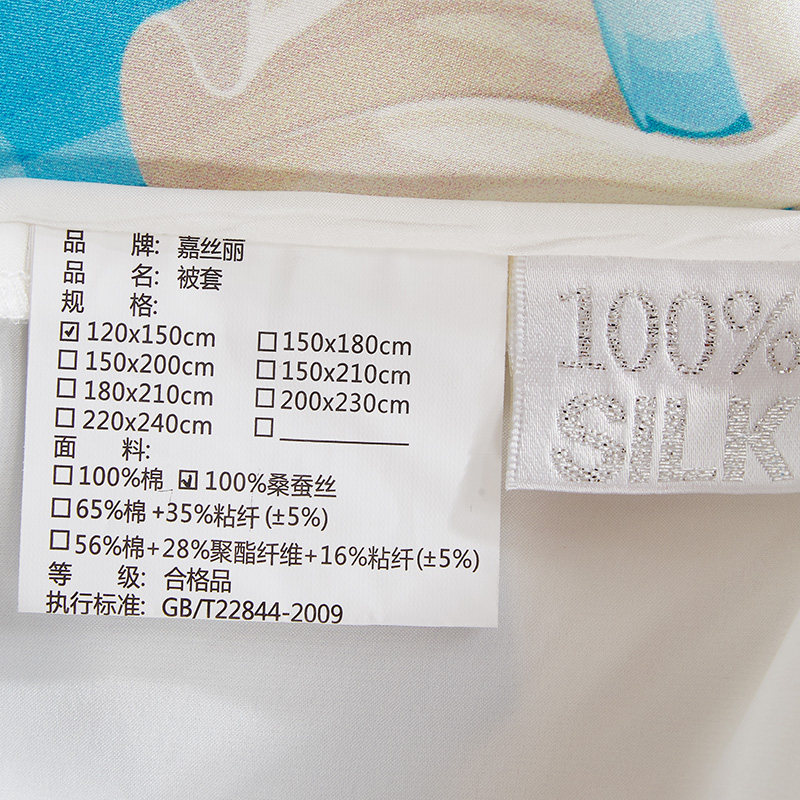 品 牌: 嘉丝丽
品 名: 被套
规 格:
☑120x150cm □150x180cm
□150x200cm □150x210cm
□180x210cm □200x230cm
□220x240cm □__________
面 料:
□100%棉 ☑100%桑蚕丝
□65%棉+35%粘纤(±5%)
□56%棉+28%聚酯纤维+16%粘纤(±5%)
等 级: 合格品
执行标准: GB/T22844-2009
100%
SILK